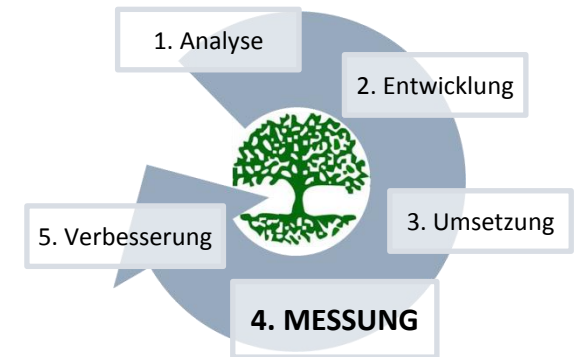 1. Analyse
2. Entwicklung
3. Umsetzung
4. MESSUNG
5. Verbesserung